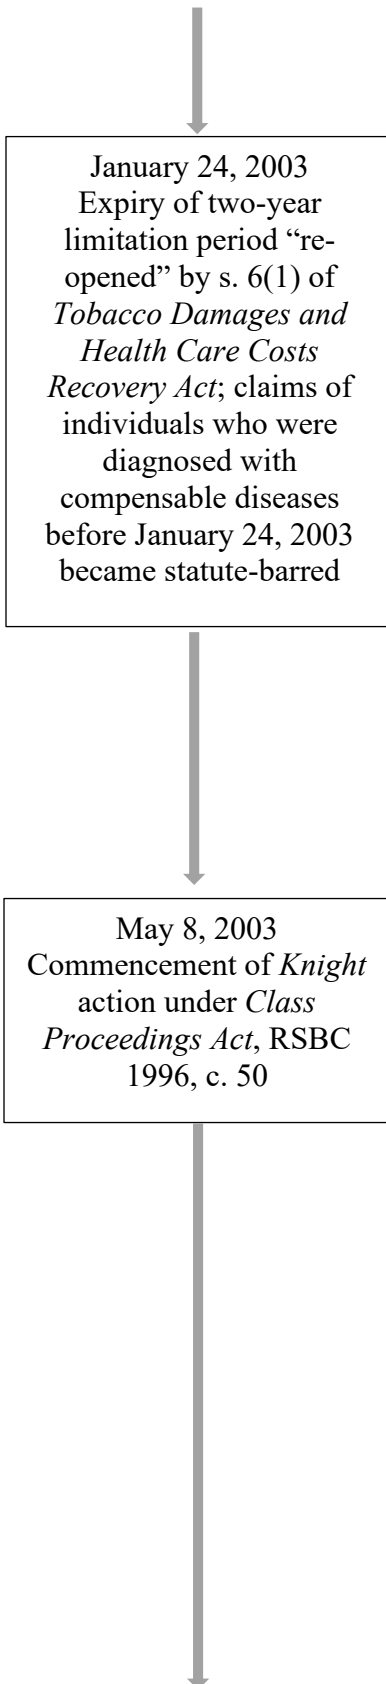 January 24, 2003
Expiry of two-year
limitation period “re-
opened” by s. 6(1) of
Tobacco Damages and
Health Care Costs
Recovery Act; claims of
individuals who were
diagnosed with
compensable diseases
before January 24, 2003
became statute-barred
May 8, 2003
Commencement of Knight
action under Class
Proceedings Act, RSBC
1996, c. 50